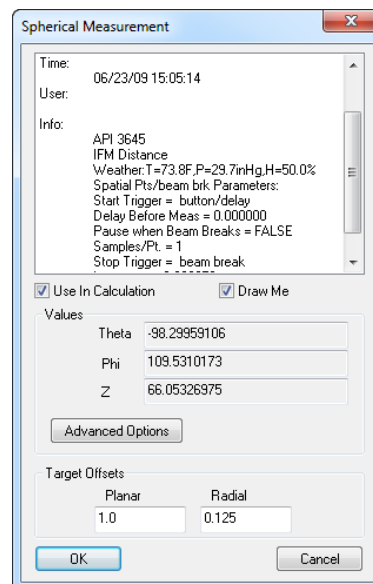 Spherical Measurement
Time:
06/23/09 15:05:14
User:
Info:
API 3645
IFM Distance
Weather:T=73.8F,P=29.7inHg,H=50.0%
Spatial Pts/beam brk Parameters:
Start Trigger = button/delay
Delay Before Meas = 0.000000
Pause when Beam Breaks = FALSE
Samples/Pt. = 1
Stop Trigger = beam break
Use In Calculation
Draw Me
Values
Theta -98.29959106
Phi 109.5310173
Z 66.05326975
Advanced Options
Target Offsets
Planar Radial
1.0 0.125
OK Cancel